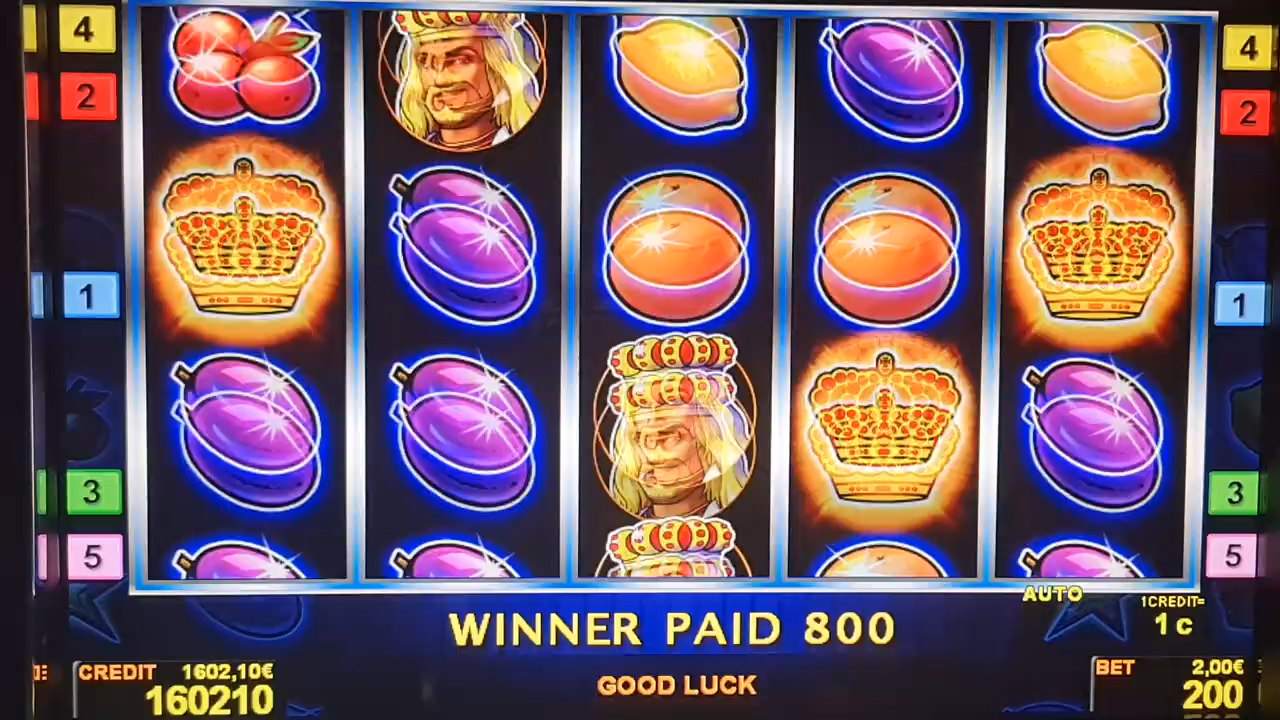 4 4
2 2
1 1
3 3
5 5
AUTO
WINNER PAID 800
1CREDIT=
1 c
CREDIT 1602,10€
160210
GOOD LUCK
BET 2,00€
200